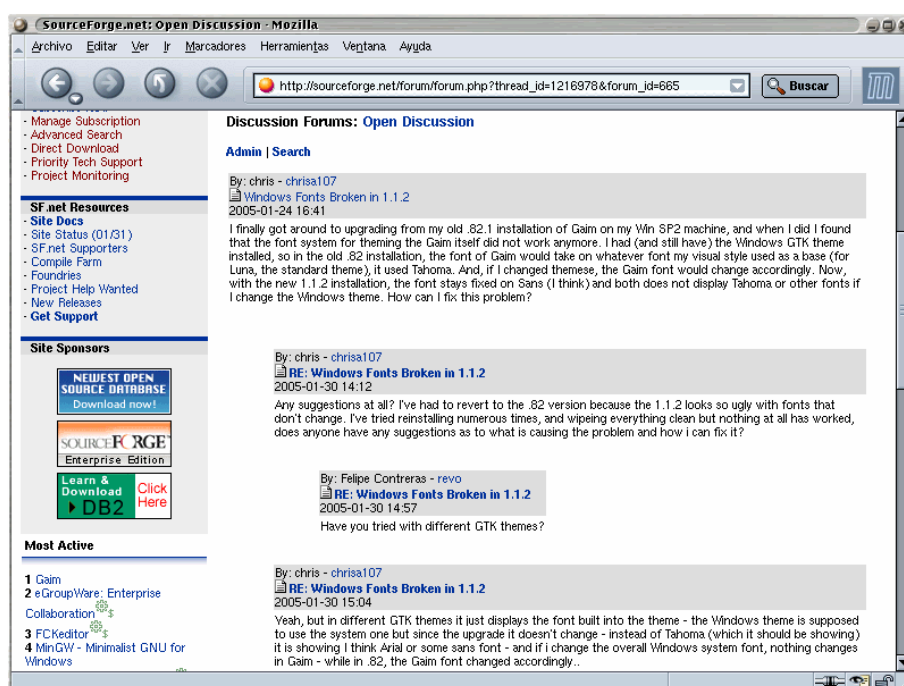 SourceForge.net: Open Discussion - Mozilla
Archivo Editar Ver Ir Marcadores Herramientas Ventana Ayuda
http://sourceforge.net/forum/forum.php?thread_id=1216978&forum_id=665
Buscar
- Manage Subscription
- Advanced Search
- Direct Download
- Priority Tech Support
- Project Monitoring
SF.net Resources
- Site Docs
- Site Status (01/31)
- SF.net Supporters
- Compile Farm
- Foundries
- Project Help Wanted
- New Releases
- Get Support
Site Sponsors
NEWEST OPEN
SOURCE DATABASE
Download now!
SOURCEFORGE
Enterprise Edition
Learn &
Download
DB2
Click
Here
Most Active
1 Gaim
2 eGroupWare: Enterprise
Collaboration $
3 FCKeditor $
4 MinGW - Minimalist GNU for
Windows
Discussion Forums: Open Discussion
Admin | Search
By: chris - chrisa107
Windows Fonts Broken in 1.1.2
2005-01-24 16:41
I finally got around to upgrading from my old .82.1 installation of Gaim on my Win SP2 machine, and when I did I found
that the font system for theming the Gaim itself did not work anymore. I had (and still have) the Windows GTK theme
installed, so in the old .82 installation, the font of Gaim would take on whatever font my visual style used as a base (for
Luna, the standard theme), it used Tahoma. And, if I changed themese, the Gaim font would change accordingly. Now,
with the new 1.1.2 installation, the font stays fixed on Sans (I think) and both does not display Tahoma or other fonts if
I change the Windows theme. How can I fix this problem?
By: chris - chrisa107
RE: Windows Fonts Broken in 1.1.2
2005-01-30 14:12
Any suggestions at all? I've had to revert to the .82 version because the 1.1.2 looks so ugly with fonts that
don't change. I've tried reinstalling numerous times, and wipeing everything clean but nothing at all has worked,
does anyone have any suggestions as to what is causing the problem and how i can fix it?
By: Felipe Contreras - revo
RE: Windows Fonts Broken in 1.1.2
2005-01-30 14:57
Have you tried with different GTK themes?
By: chris - chrisa107
RE: Windows Fonts Broken in 1.1.2
2005-01-30 15:04
Yeah, but in different GTK themes it just displays the font built into the theme - the Windows theme is supposed
to use the system one but since the upgrade it doesn't change - instead of Tahoma (which it should be showing)
it is showing I think Arial or some sans font - and if i change the overall Windows system font, nothing changes
in Gaim - while in .82, the Gaim font changed accordingly..